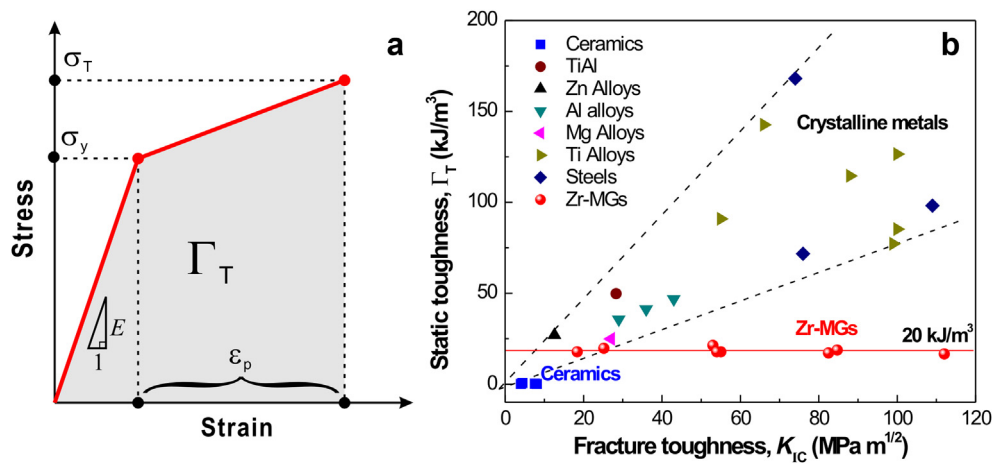 a
σT
σy
Stress
ΓT
E
1
εp
Strain
b
200
150
100
50
0
Static toughness, ΓT (kJ/m³)
Ceramics
TiAl
Zn Alloys
Al alloys
Mg Alloys
Ti Alloys
Steels
Zr-MGs
Crystalline metals
Zr-MGs
20 kJ/m³
Ceramics
0 20 40 60 80 100 120
Fracture toughness, KIC (MPa m1/2)